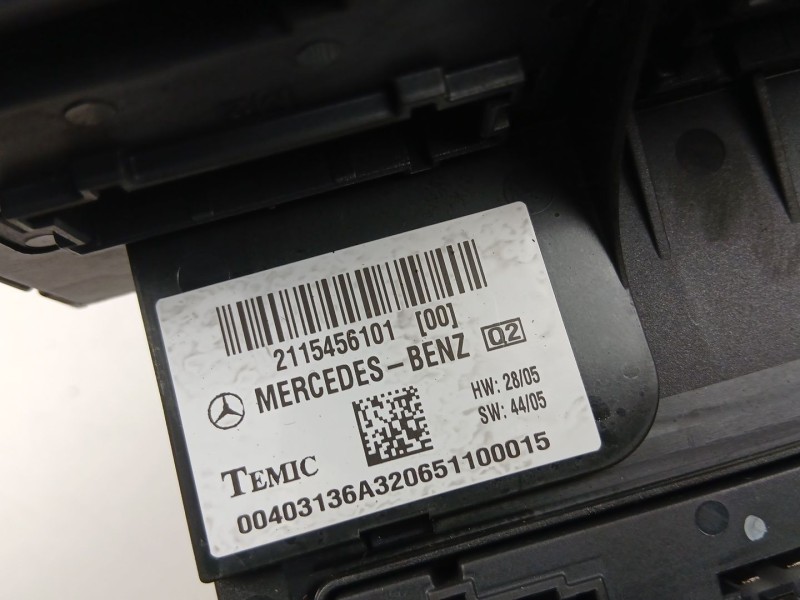 2115456101 [00]
MERCEDES-BENZ Q2
HW: 28/05
SW: 44/05
TEMIC
00403136A320651100015